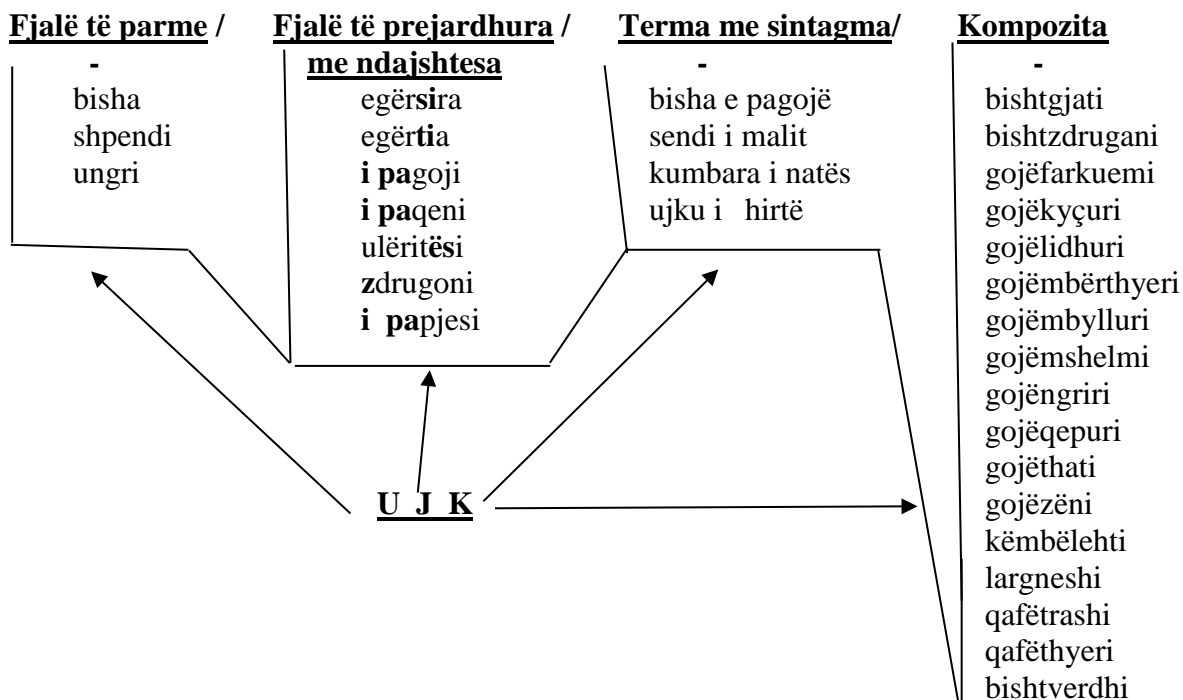 Fjalë të parme /
-
bisha
shpendi
ungri
Fjalë të prejardhura /
me ndajshtesa
egërsira
egërtia
i pagoji
i paqeni
ulëritësi
zdrugoni
i papjesi
Terma me sintagma/
-
bisha e pagojë
sendi i malit
kumbara i natës
ujku i hirtë
Kompozita
-
bishtgjati
bishtzdrugani
gojëfarkuemi
gojëkyçuri
gojëlidhuri
gojëmbërthyeri
gojëmbylluri
gojëmshelmi
gojëngriri
gojëqepuri
gojëthati
gojëzëni
këmbëlehti
largneshi
qafëtrashi
qafëthyeri
bishtverdhi
U J K